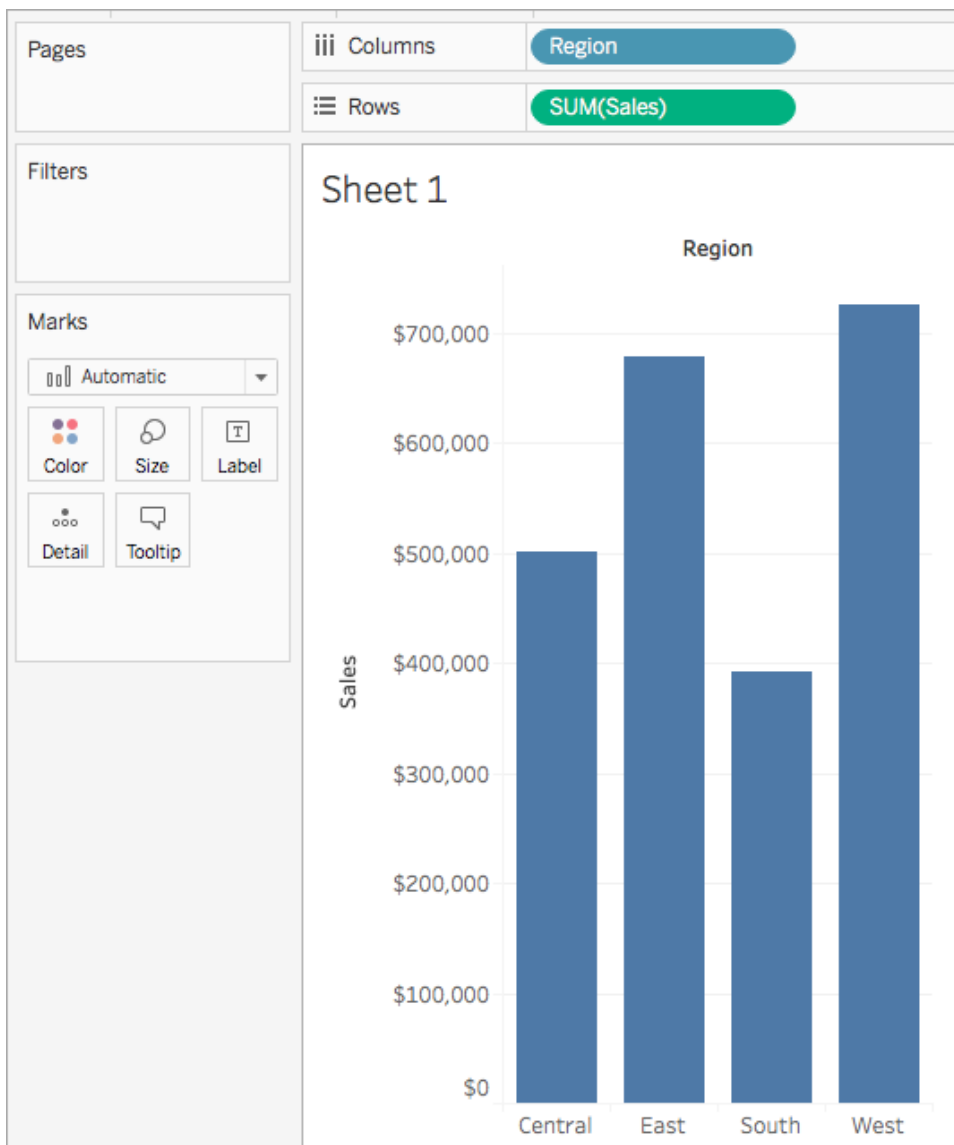 Pages
Columns
Region
Rows
SUM(Sales)
Filters
Marks
Automatic
Color
Size
T
Label
Detail
Tooltip
Sheet 1
Region
$700,000
$600,000
$500,000
$400,000
$300,000
$200,000
$100,000
$0
Sales
Central East South West